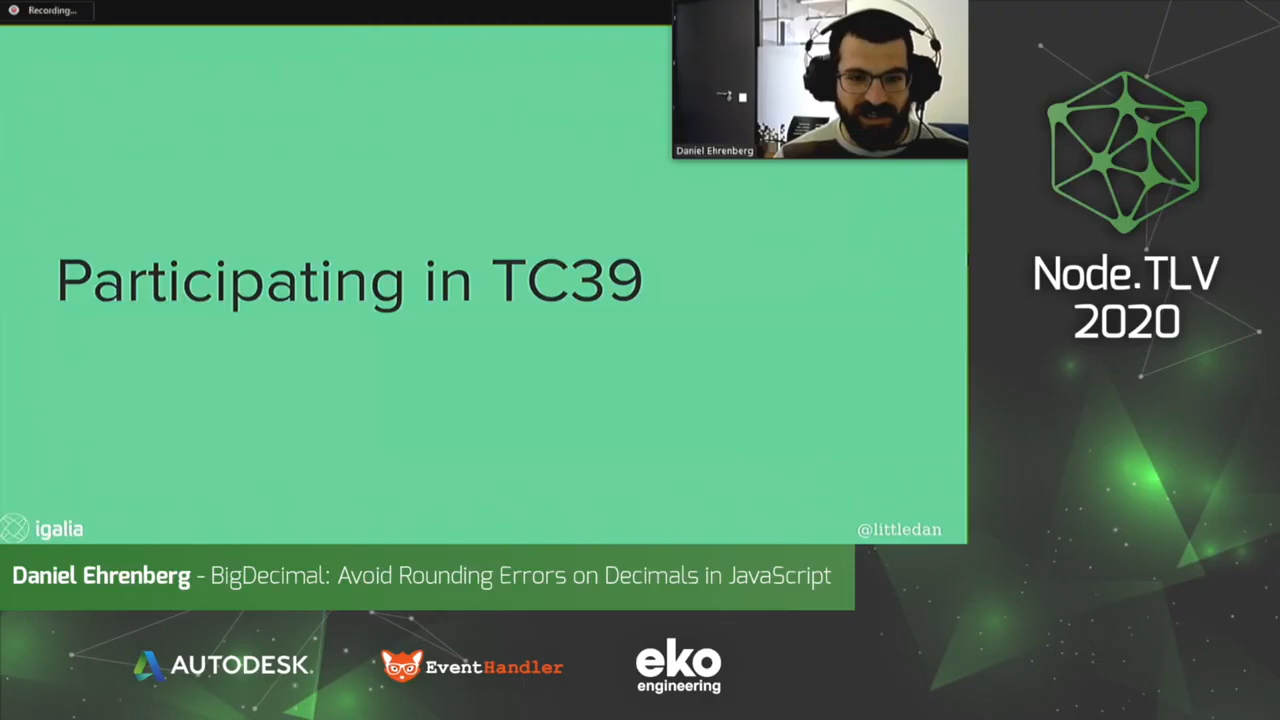 Recording...
Daniel Ehrenberg
Participating in TC39
igalia
@littledan
Node.TLV
2020
Daniel Ehrenberg - BigDecimal: Avoid Rounding Errors on Decimals in JavaScript
AUTODESK.
EventHandler
eko
engineering